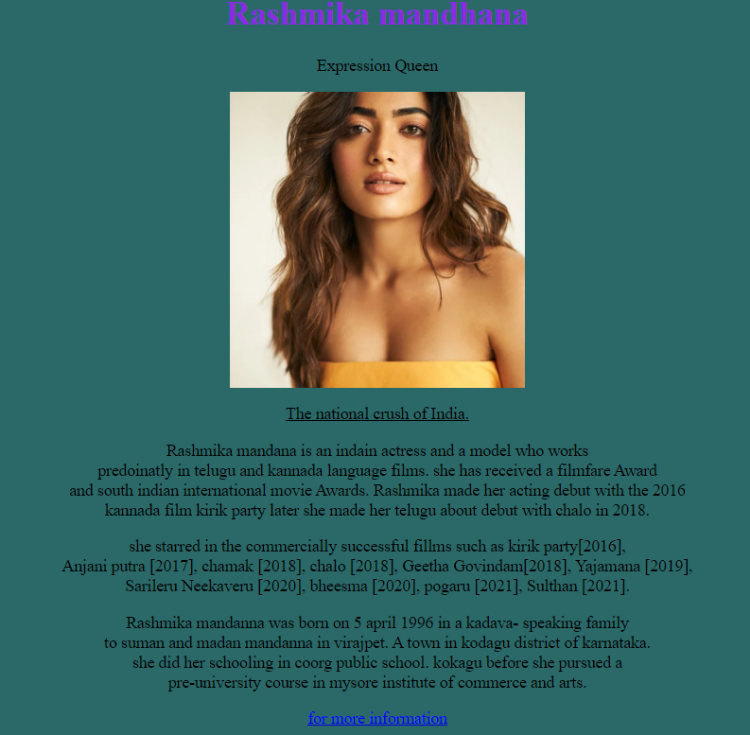 Rashmika mandhana
Expression Queen
The national crush of India.
Rashmika mandana is an indain actress and a model who works
predoinatly in telugu and kannada language films. she has received a filmfare Award
and south indian international movie Awards. Rashmika made her acting debut with the 2016
kannada film kirik party later she made her telugu about debut with chalo in 2018.
she starred in the commercially successful fillms such as kirik party[2016],
Anjani putra [2017], chamak [2018], chalo [2018], Geetha Govindam[2018], Yajamana [2019],
Sarileru Neekaveru [2020], bheesma [2020], pogaru [2021], Sulthan [2021].
Rashmika mandanna was born on 5 april 1996 in a kadava- speaking family
to suman and madan mandanna in virajpet. A town in kodagu district of karnataka.
she did her schooling in coorg public school. kokagu before she pursued a
pre-university course in mysore institute of commerce and arts.
for more information